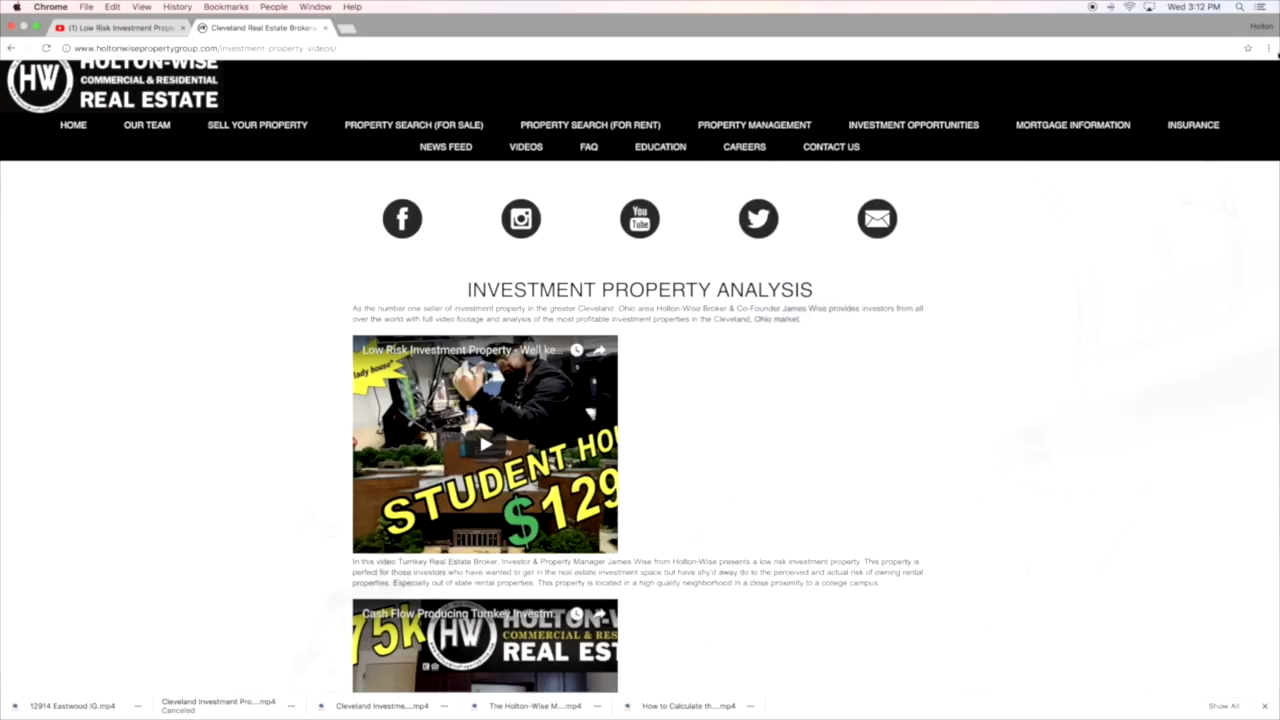 Chrome File Edit View History Bookmarks People Window Help Wed 3:12 PM
(1) Low Risk Investment Prope Cleveland Real Estate Broker Holton
www.holtonwisepropertygroup.com/investment-property-videos/
HW HOLTON-WISE
COMMERCIAL & RESIDENTIAL
REAL ESTATE
HOME OUR TEAM SELL YOUR PROPERTY PROPERTY SEARCH (FOR SALE) PROPERTY SEARCH (FOR RENT) PROPERTY MANAGEMENT INVESTMENT OPPORTUNITIES MORTGAGE INFORMATION INSURANCE
NEWS FEED VIDEOS FAQ EDUCATION CAREERS CONTACT US
You
Tube
INVESTMENT PROPERTY ANALYSIS
As the number one seller of investment property in the greater Cleveland, Ohio area Holton-Wise Broker & Co-Founder James Wise provides investors from all
over the world with full video footage and analysis of the most profitable investment properties in the Cleveland, Ohio market.
Low Risk Investment Property - Well ke...
lady house"
STUDENT HOU
$129
In this video Turnkey Real Estate Broker, Investor & Property Manager James Wise from Holton-Wise presents a low risk investment property. This property is
perfect for those investors who have wanted to get in the real estate investment space but have shy'd away do to the perceived and actual risk of owning rental
properties. Especially out of state rental properties. This property is located in a high quality neighborhood in a close proximity to a college campus.
Cash Flow Producing Turnkey Investm...
75k HW HOLTON-W
COMMERCIAL & RES
REAL EST
12914 Eastwood IG.mp4 Cleveland Investment Pro....mp4 Cleveland Investme....mp4 The Holton-Wise M....mp4 How to Calculate th....mp4 Show All
Canceled